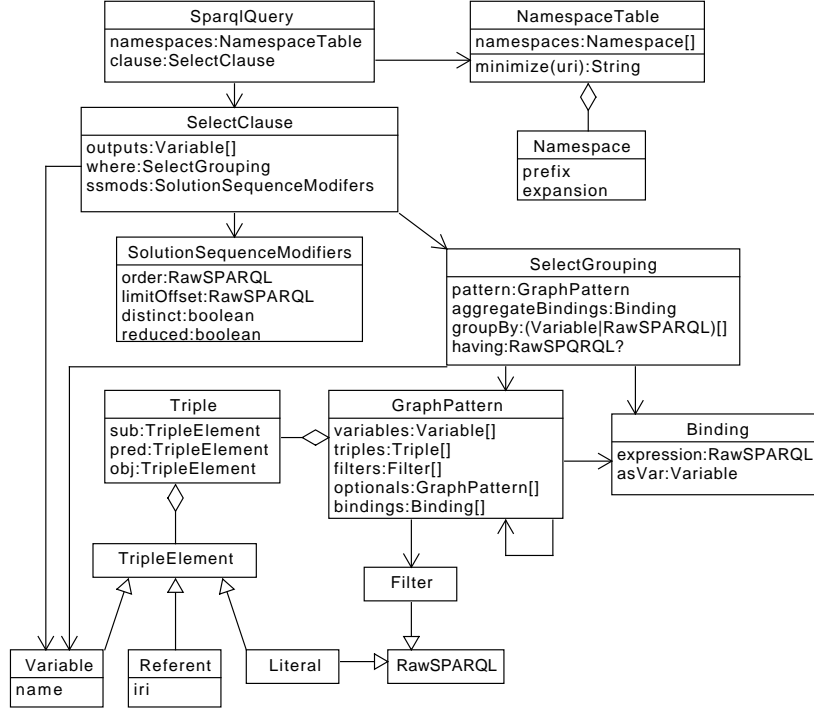 SparqlQuery
namespaces:NamespaceTable
clause:SelectClause
NamespaceTable
namespaces:Namespace[]
minimize(uri):String
SelectClause
outputs:Variable[]
where:SelectGrouping
ssmods:SolutionSequenceModifers
Namespace
prefix
expansion
SolutionSequenceModifiers
order:RawSPARQL
limitOffset:RawSPARQL
distinct:boolean
reduced:boolean
SelectGrouping
pattern:GraphPattern
aggregateBindings:Binding
groupBy:(Variable|RawSPARQL)[]
having:RawSPQRQL?
Triple
sub:TripleElement
pred:TripleElement
obj:TripleElement
GraphPattern
variables:Variable[]
triples:Triple[]
filters:Filter[]
optionals:GraphPattern[]
bindings:Binding[]
Binding
expression:RawSPARQL
asVar:Variable
TripleElement
Filter
Variable
name
Referent
iri
Literal
RawSPARQL